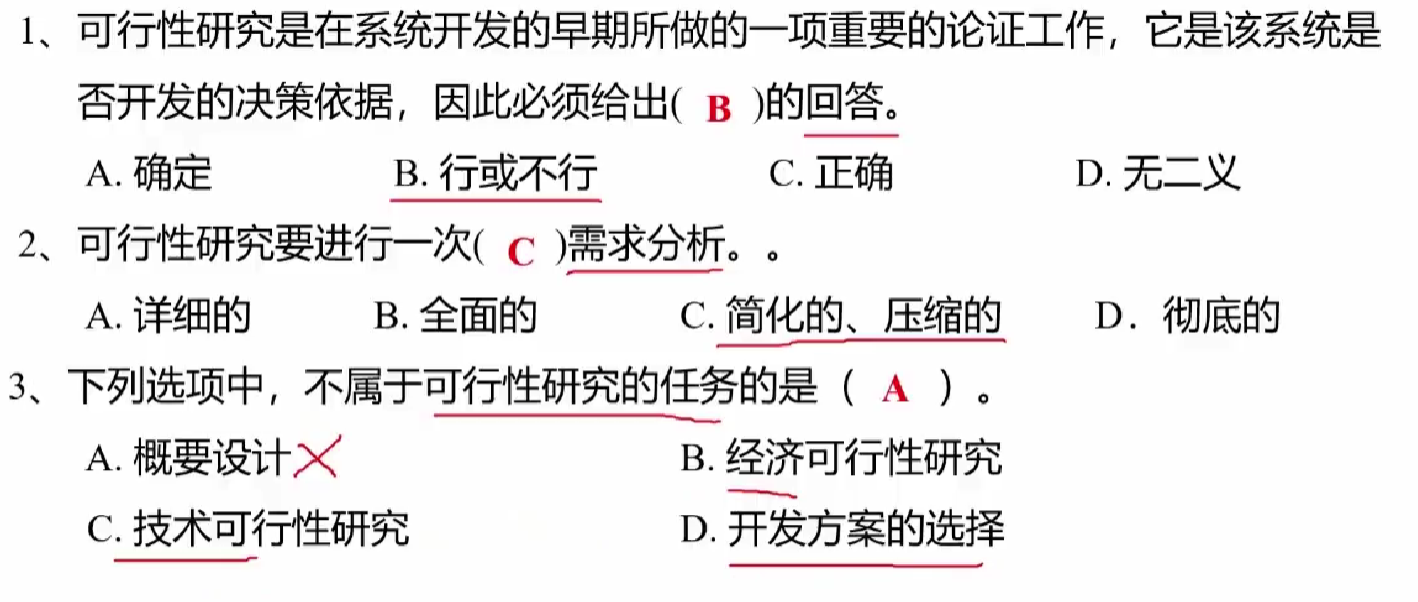 1、可行性研究是在系统开发的早期所做的一项重要的论证工作，它是该系统是
否开发的决策依据，因此必须给出( B )的回答。
A. 确定 B. 行或不行 C. 正确 D. 无二义
2、可行性研究要进行一次( C )需求分析。。
A. 详细的 B. 全面的 C. 简化的、压缩的 D. 彻底的
3、下列选项中，不属于可行性研究的任务的是（ A ）。
A. 概要设计 B. 经济可行性研究
C. 技术可行性研究 D. 开发方案的选择